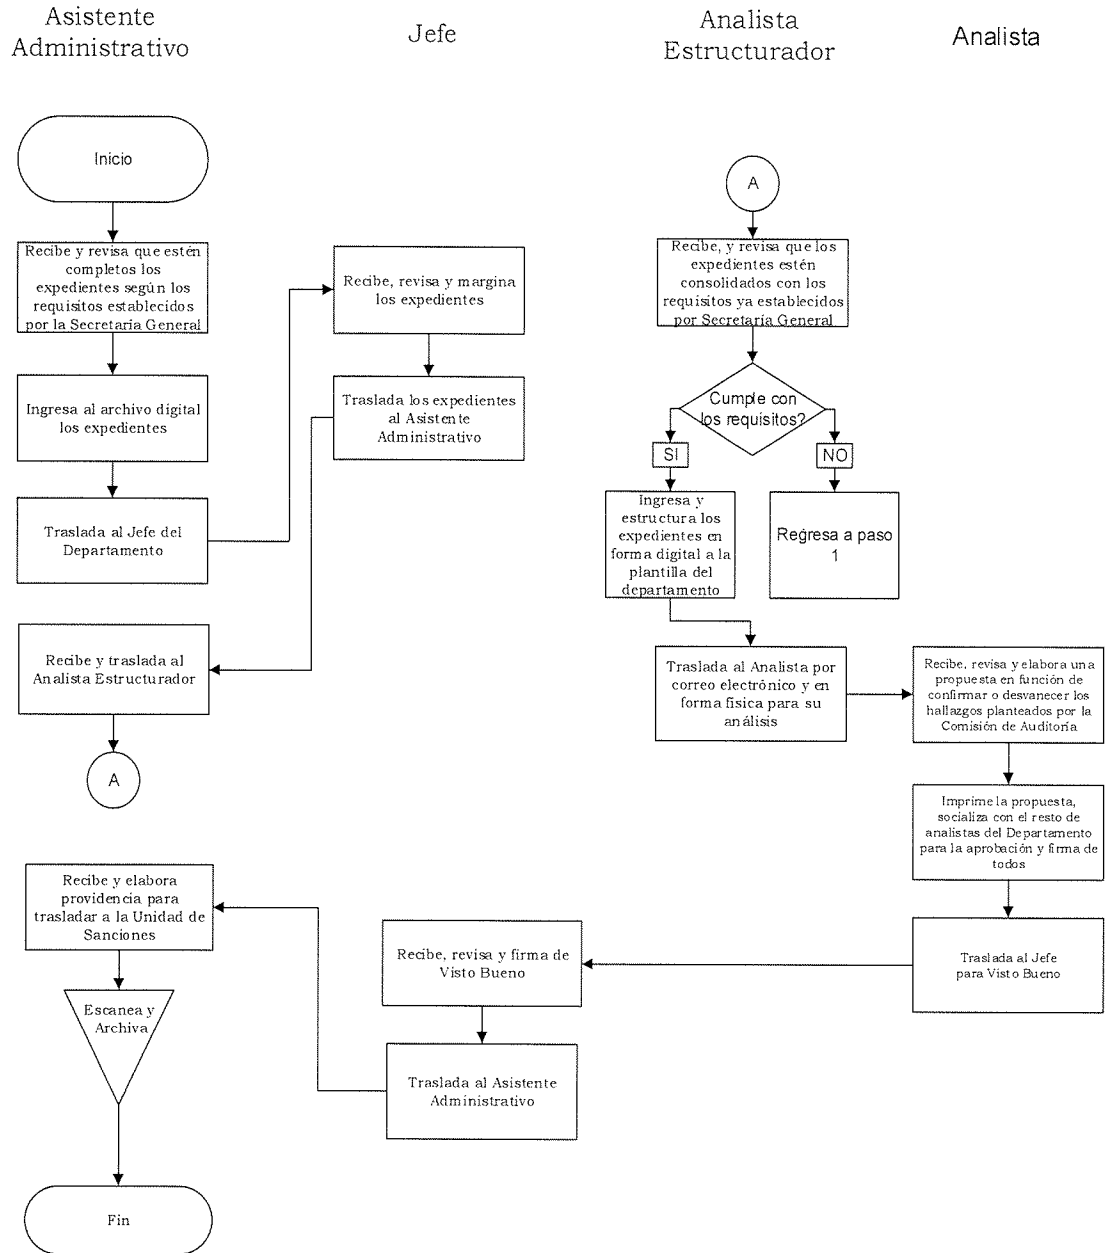 Asistente
Administrativo
Jefe
Analista
Estructurador
Analista
Inicio
Recibe y revisa que estén
completos los
expedientes según los
requisitos establecidos
por la Secretaría General
Ingresa al archivo digital
los expedientes
Traslada al Jefe del
Departamento
Recibe, revisa y margina
los expedientes
Traslada los expedientes
al Asistente
Administrativo
Recibe y traslada al
Analista Estructurador
A
A
Recibe, y revisa que los
expedientes estén
consolidados con los
requisitos ya establecidos
por Secretaría General
Cumple con
los requisitos?
SI
NO
Ingresa y
estructura los
expedientes en
forma digital a la
plantilla del
departamento
Regresa a paso
1
Traslada al Analista por
correo electrónico y en
forma física para su
análisis
Recibe, revisa y elabora una
propuesta en función de
confirmar o desvanecer los
hallazgos planteados por la
Comisión de Auditoría
Imprime la propuesta,
socializa con el resto de
analistas del Departamento
para la aprobación y firma de
todos
Traslada al Jefe
para Visto Bueno
Recibe, revisa y firma de
Visto Bueno
Traslada al Asistente
Administrativo
Recibe y elabora
providencia para
trasladar a la Unidad de
Sanciones
Escanea y
Archiva
Fin